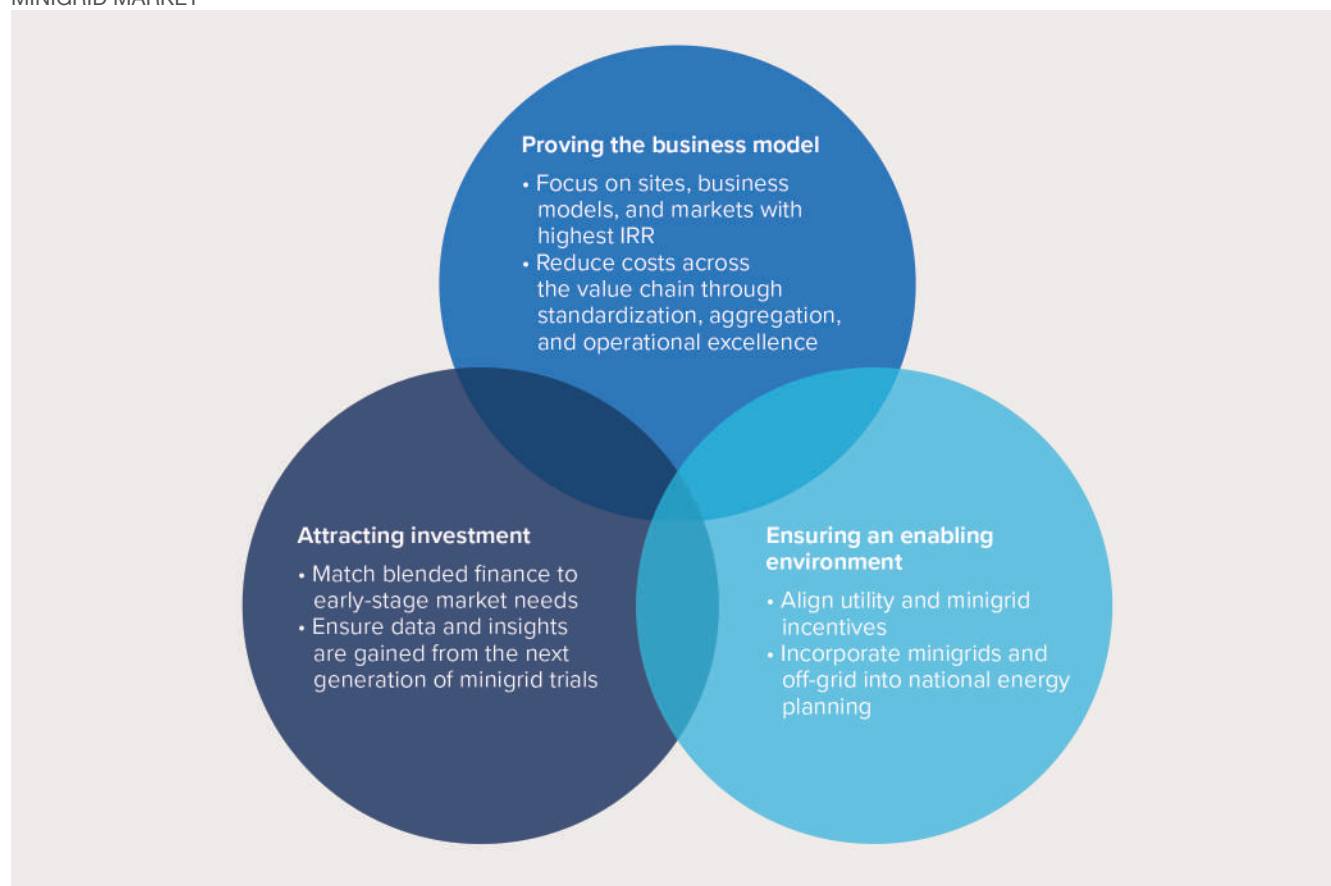 MINIGRID MARKET
Proving the business model
• Focus on sites, business
models, and markets with
highest IRR
• Reduce costs across
the value chain through
standardization, aggregation,
and operational excellence
Attracting investment
• Match blended finance to
early-stage market needs
• Ensure data and insights
are gained from the next
generation of minigrid trials
Ensuring an enabling
environment
• Align utility and minigrid
incentives
• Incorporate minigrids and
off-grid into national energy
planning